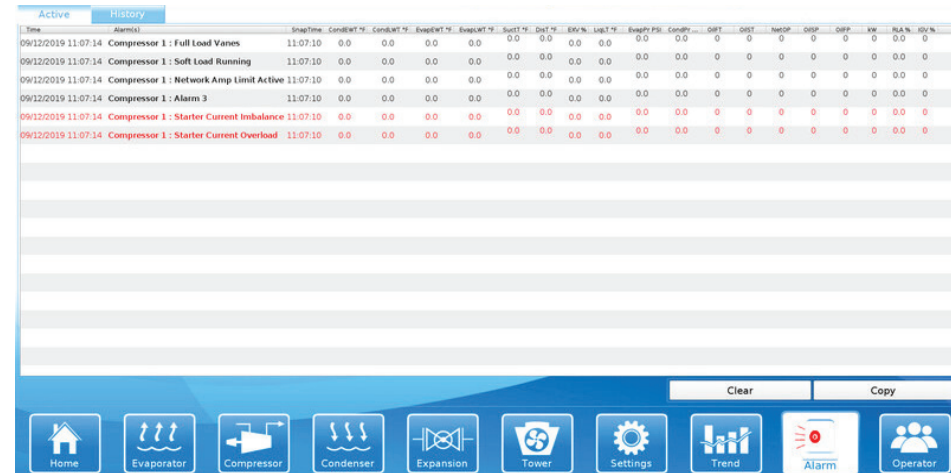 Active History
Time Alarm(s) SnapTime CondEWT °F CondLWT °F EvapEWT °F EvapLWT °F SuctT °F DisT °F EXV % LiqLT °F EvapPr PSI CondPr ... OilFT OilST NetOP OilSP OilFP kW RLA % IGV %
09/12/2019 11:07:14 Compressor 1 : Full Load Vanes 11:07:10 0.0 0.0 0.0 0.0 0.0 0.0 0.0 0.0 0.0 0.0 0 0 0 0 0 0 0.0 0
09/12/2019 11:07:14 Compressor 1 : Soft Load Running 11:07:10 0.0 0.0 0.0 0.0 0.0 0.0 0.0 0.0 0.0 0.0 0 0 0 0 0 0 0.0 0
09/12/2019 11:07:14 Compressor 1 : Network Amp Limit Active 11:07:10 0.0 0.0 0.0 0.0 0.0 0.0 0.0 0.0 0.0 0.0 0 0 0 0 0 0 0.0 0
09/12/2019 11:07:14 Compressor 1 : Alarm 3 11:07:10 0.0 0.0 0.0 0.0 0.0 0.0 0.0 0.0 0.0 0.0 0 0 0 0 0 0 0.0 0
09/12/2019 11:07:14 Compressor 1 : Starter Current Imbalance 11:07:10 0.0 0.0 0.0 0.0 0.0 0.0 0.0 0.0 0.0 0.0 0 0 0 0 0 0 0.0 0
09/12/2019 11:07:14 Compressor 1 : Starter Current Overload 11:07:10 0.0 0.0 0.0 0.0 0.0 0.0 0.0 0.0 0.0 0.0 0 0 0 0 0 0 0.0 0
Clear Copy
Home Evaporator Compressor Condenser Expansion Tower Settings Trend Alarm Operator